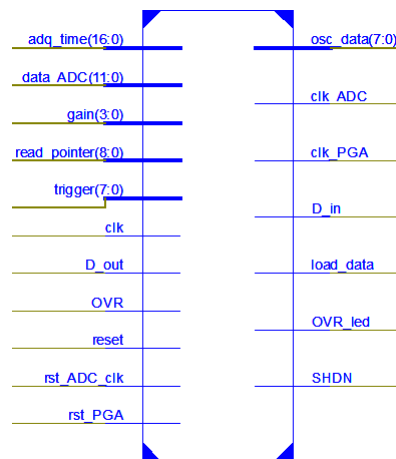 adq_time(16:0)
data_ADC(11:0)
gain(3:0)
read_pointer(8:0)
trigger(7:0)
clk
D_out
OVR
reset
rst_ADC_clk
rst_PGA
osc_data(7:0)
clk_ADC
clk_PGA
D_in
load_data
OVR_led
SHDN